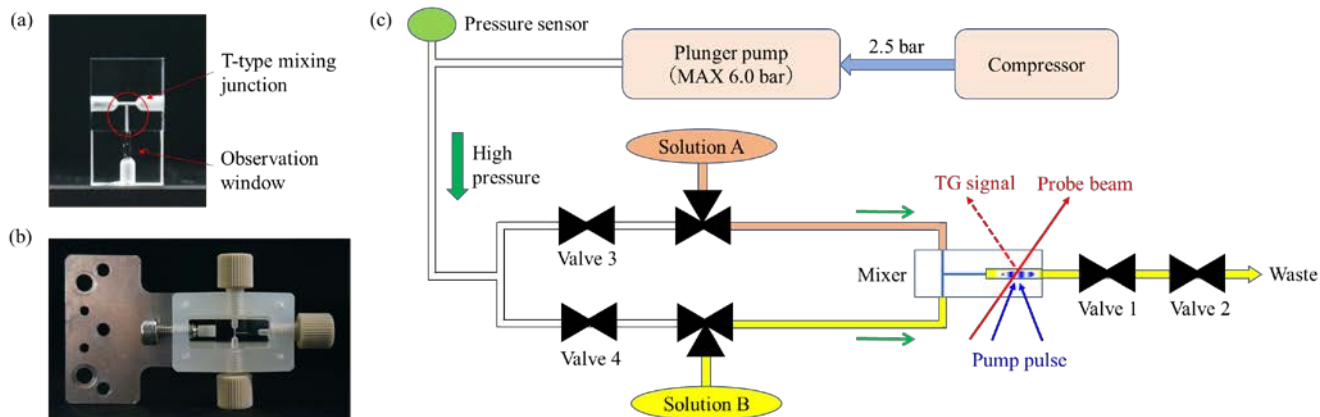 (a)
T-type mixing
junction
Observation
window
(b)
(c)
Pressure sensor
Plunger pump
（MAX 6.0 bar）
2.5 bar
Compressor
High
pressure
Solution A
TG signal
Probe beam
Valve 3
Mixer
Waste
Valve 1
Valve 2
Valve 4
Pump pulse
Solution B